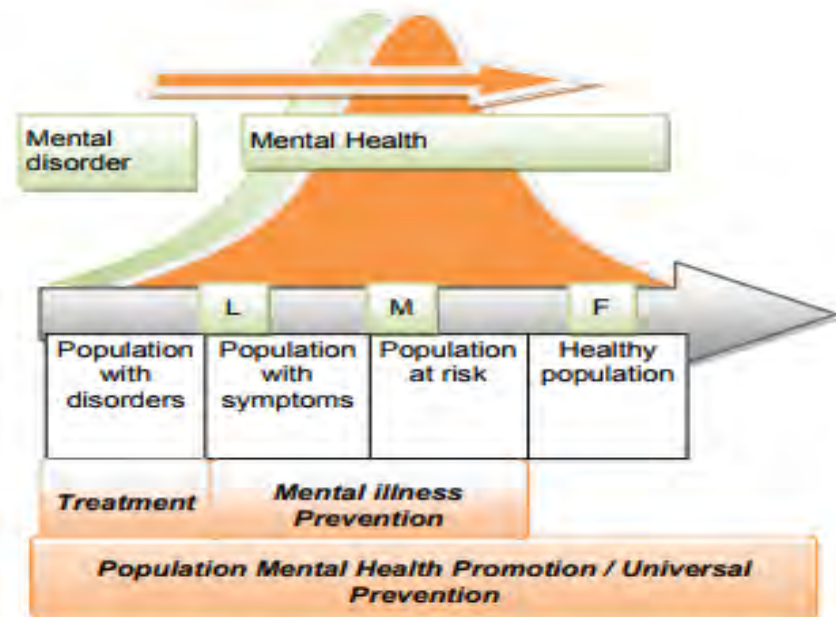 Mental
disorder
Mental Health
L
M
F
Population
with
disorders
Population
with
symptoms
Population
at risk
Healthy
population
Treatment
Mental illness
Prevention
Population Mental Health Promotion / Universal
Prevention